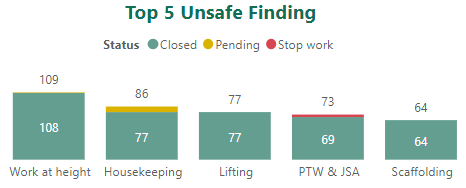 Top 5 Unsafe Finding
Status Closed Pending Stop work
109 86 77 73 64
108 77 77 69 64
Work at height Housekeeping Lifting PTW & JSA Scaffolding